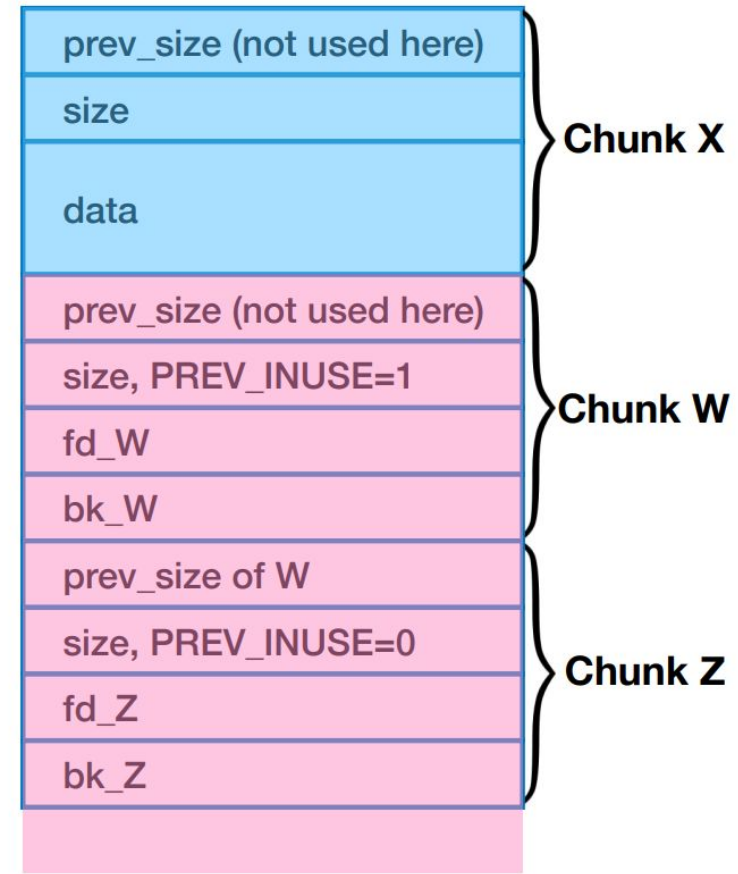 prev_size (not used here)
size
data
Chunk X
prev_size (not used here)
size, PREV_INUSE=1
fd_W
bk_W
Chunk W
prev_size of W
size, PREV_INUSE=0
fd_Z
bk_Z
Chunk Z